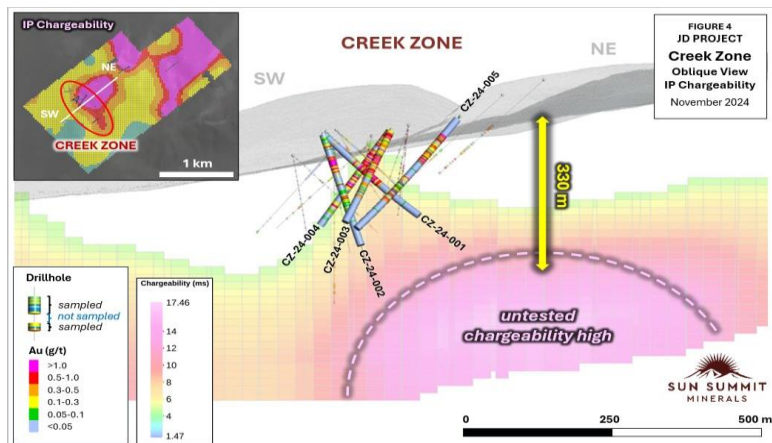 IP Chargeability
NE
SW
CREEK ZONE
1 km
CREEK ZONE
SW
NE
FIGURE 4
JD PROJECT
Creek Zone
Oblique View
IP Chargeability
November 2024
CZ-24-005
CZ-24-004
CZ-24-003
CZ-24-002
CZ-24-001
330 m
untested
chargeability high
Drillhole
sampled
not sampled
sampled
Au (g/t)
>1.0
0.5-1.0
0.3-0.5
0.1-0.3
0.05-0.1
<0.05
Chargeability (ms)
17.46
14
12
10
8
6
4
1.47
SUN SUMMIT
MINERALS
0 250 500 m